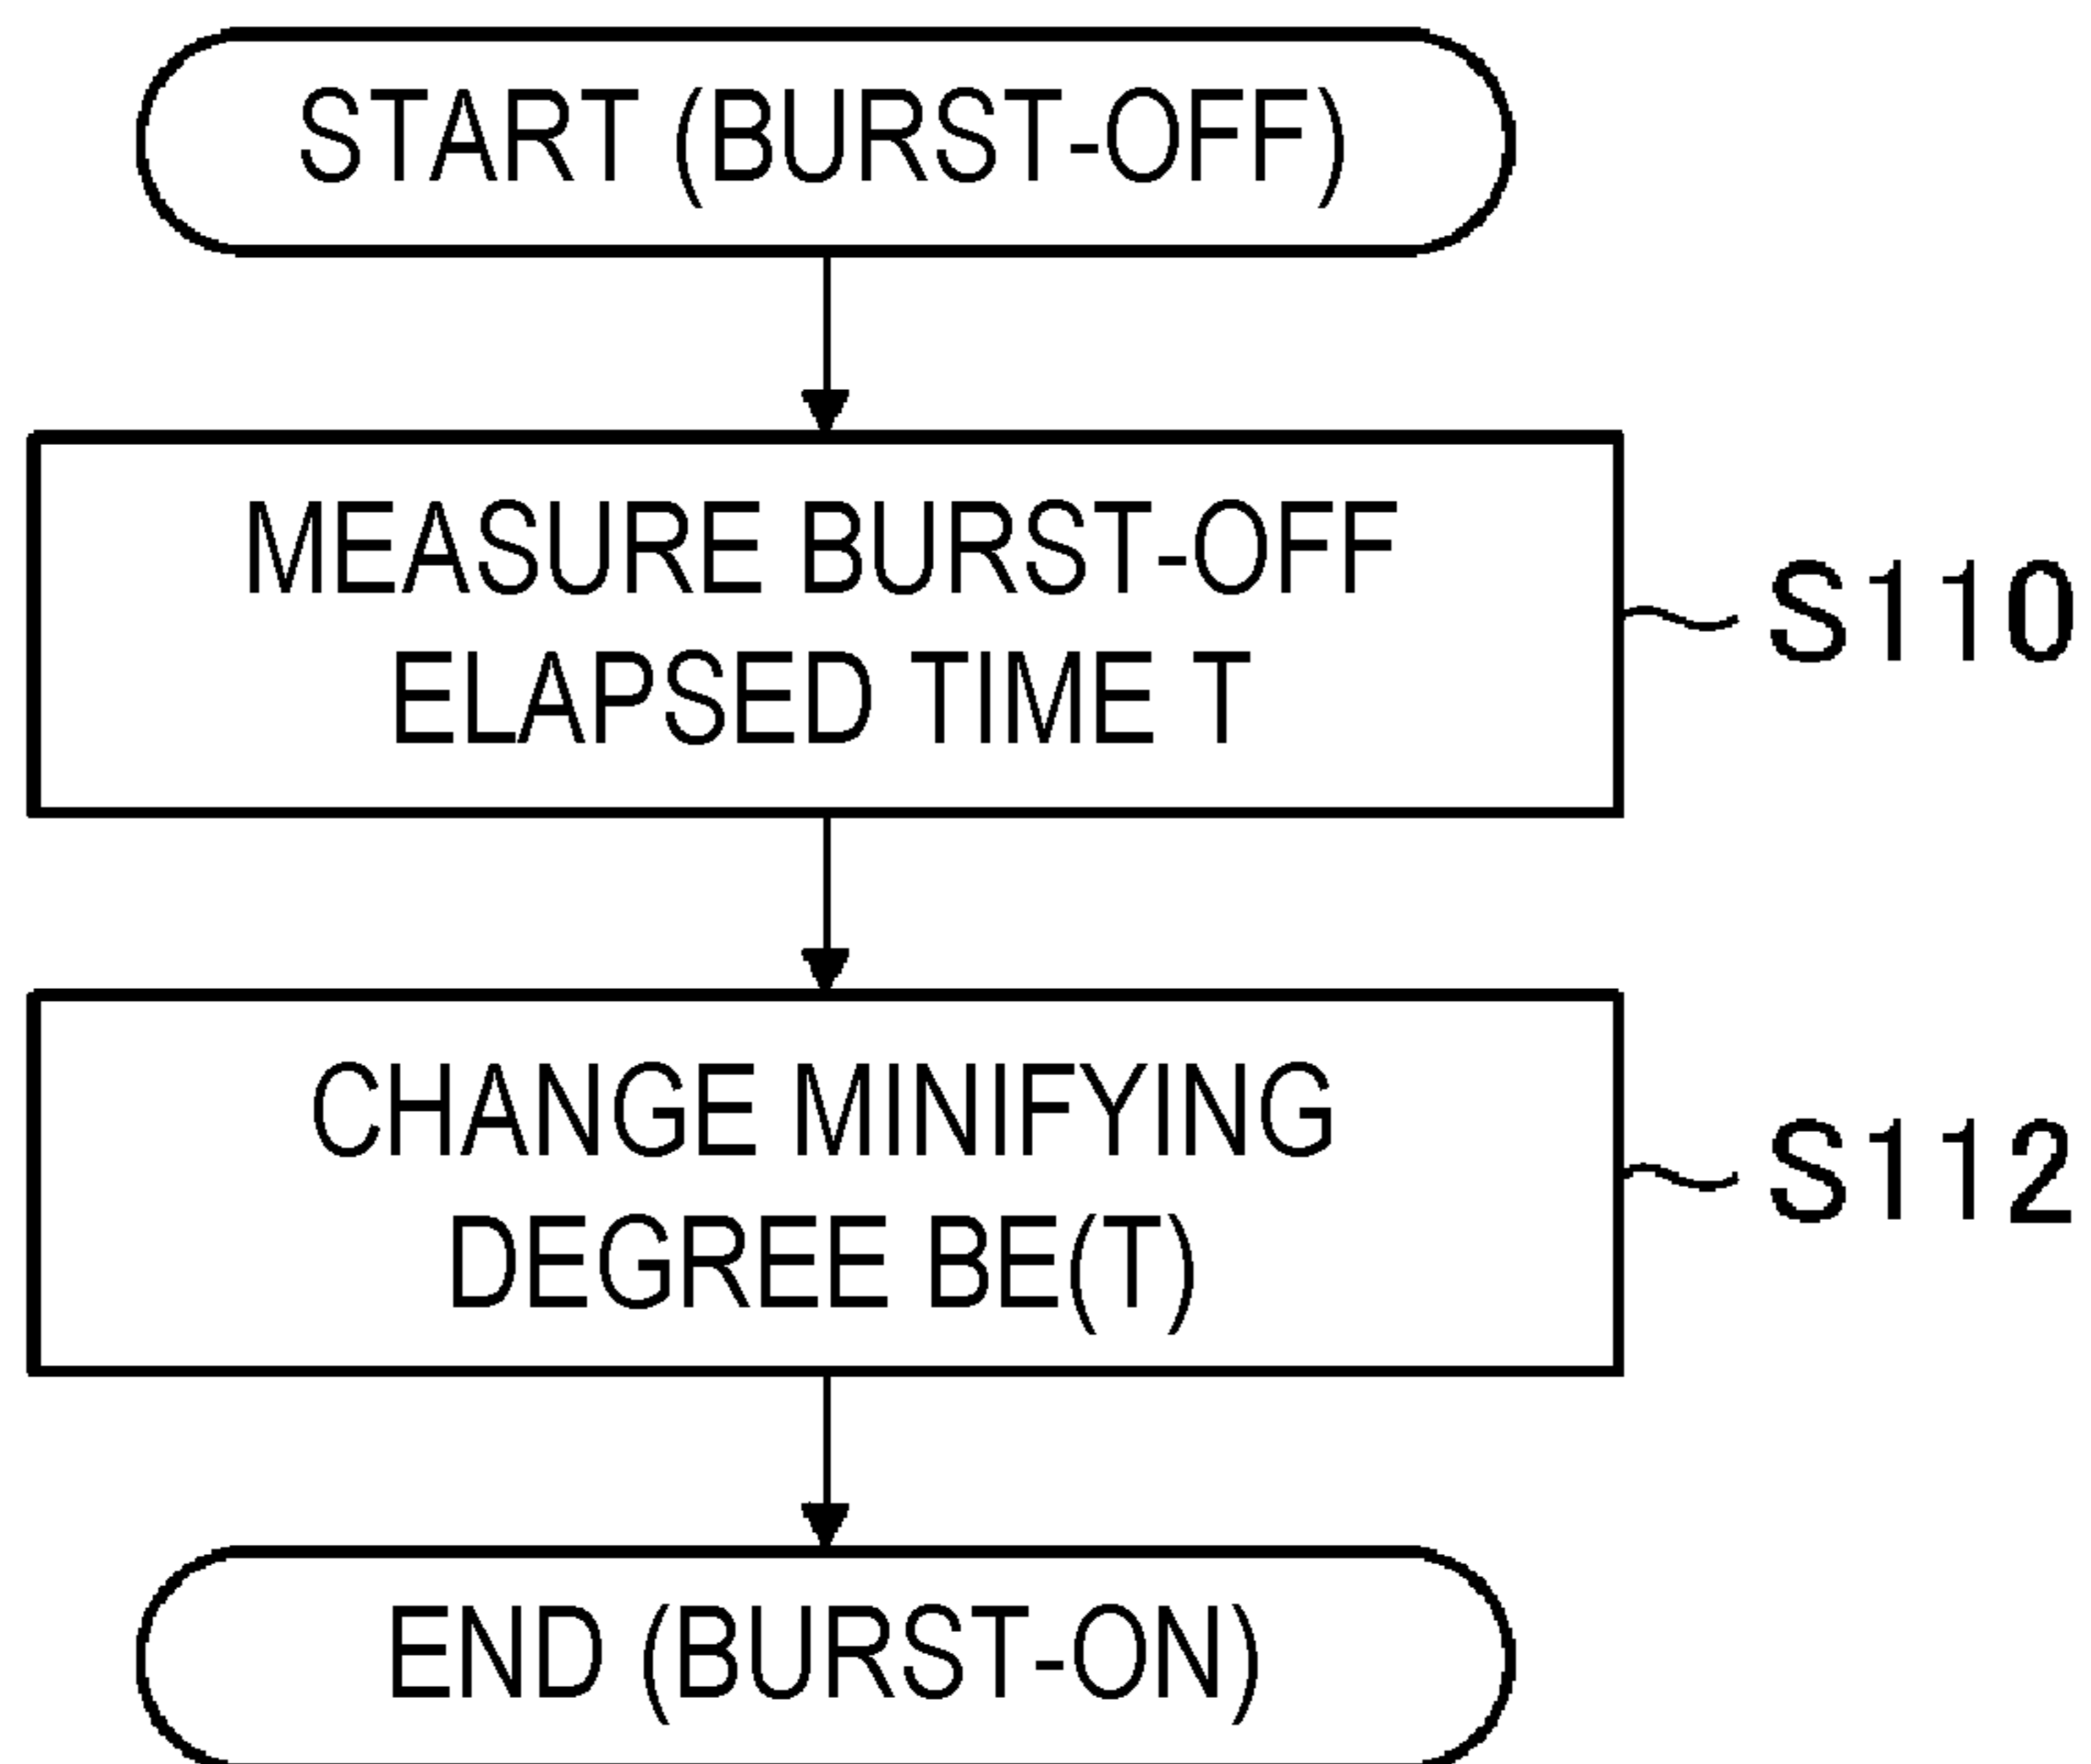 START (BURST-OFF)
MEASURE BURST-OFF
ELAPSED TIME T
S110
CHANGE MINIFYING
DEGREE BE(T)
S112
END (BURST-ON)